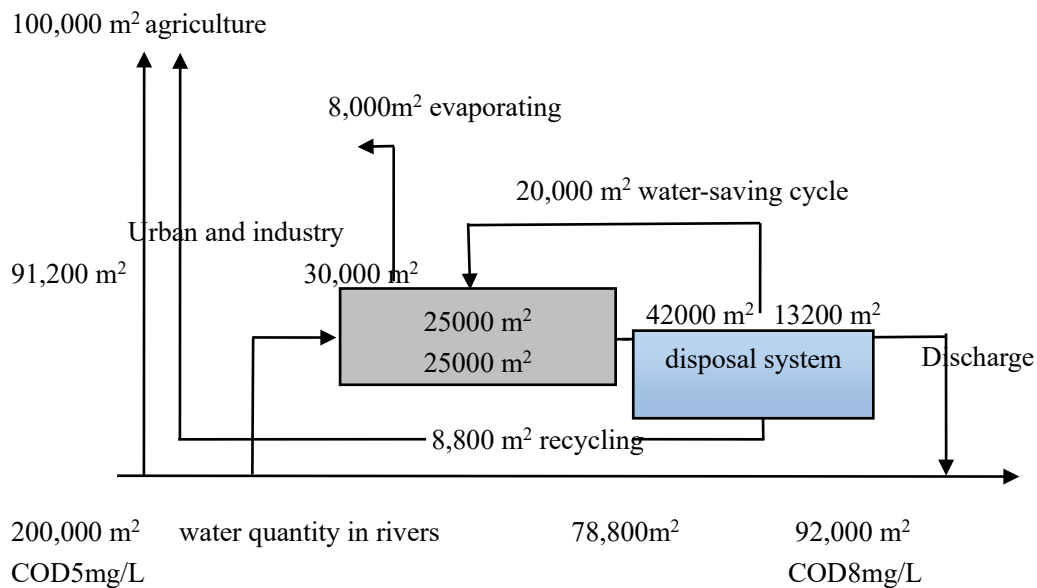 100,000 m² agriculture
8,000m² evaporating
20,000 m² water-saving cycle
Urban and industry
91,200 m²
30,000 m²
25000 m²
25000 m²
42000 m² 13200 m²
disposal system
Discharge
8,800 m² recycling
200,000 m² water quantity in rivers 78,800m² 92,000 m²
COD5mg/L COD8mg/L